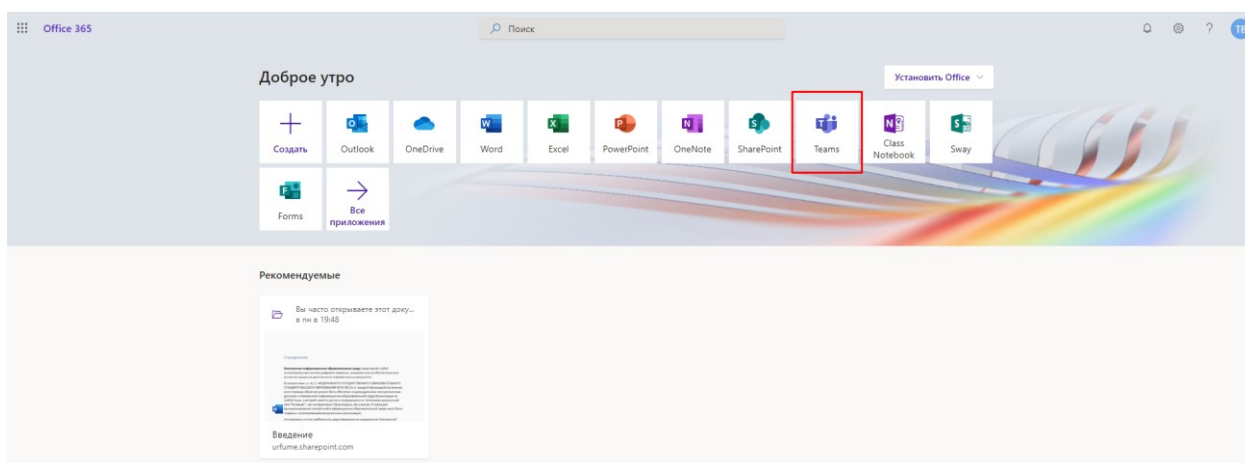 Office 365
Поиск
?
ТВ
Доброе утро
Установить Office
Создать
Outlook
OneDrive
Word
Excel
PowerPoint
OneNote
SharePoint
Teams
Class
Notebook
Sway
Forms
Все
приложения
Рекомендуемые
Вы часто открываете этот доку...
в пн в 19:48
Введение
urfume.sharepoint.com